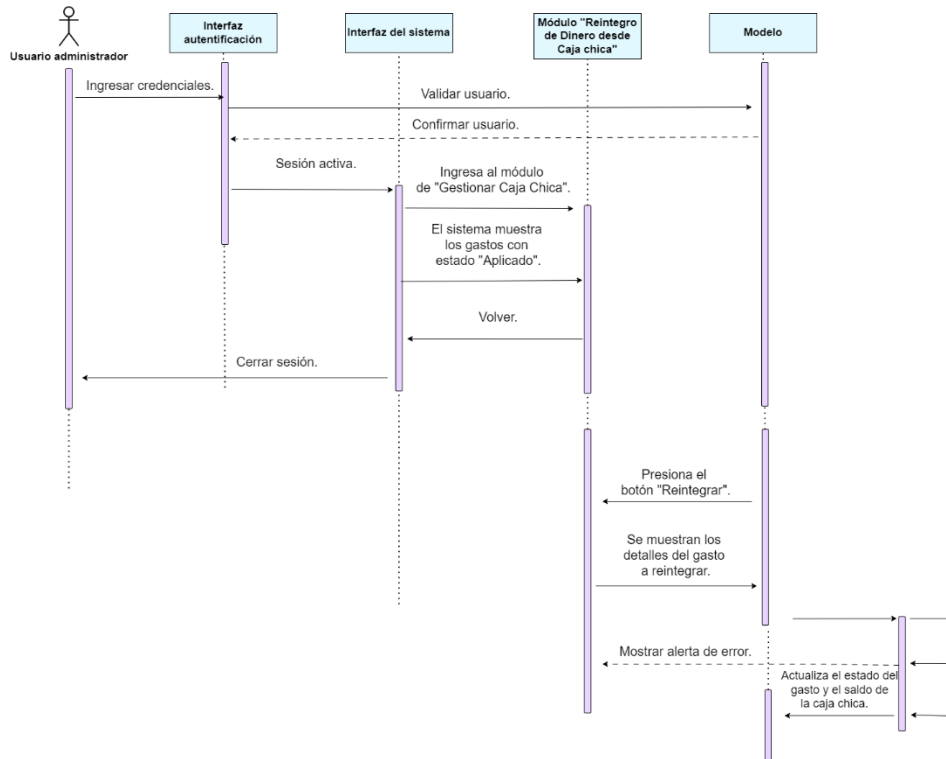 Usuario administrador
Interfaz
autentificación
Interfaz del sistema
Módulo "Reintegro
de Dinero desde
Caja chica"
Modelo
Ingresar credenciales.
Validar usuario.
Confirmar usuario.
Sesión activa.
Ingresa al módulo
de "Gestionar Caja Chica".
El sistema muestra
los gastos con
estado "Aplicado".
Volver.
Cerrar sesión.
Presiona el
botón "Reintegrar".
Se muestran los
detalles del gasto
a reintegrar.
Mostrar alerta de error.
Actualiza el estado del
gasto y el saldo de
la caja chica.